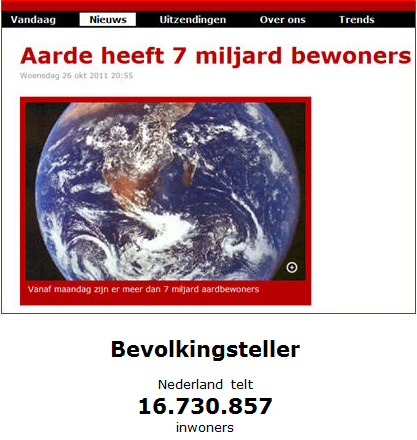 Vandaag Nieuws Uitzendingen Over ons Trends
Aarde heeft 7 miljard bewoners
Woensdag 26 okt 2011 20:55
Vanaf maandag zijn er meer dan 7 miljard aardbewoners
Bevolkingsteller
Nederland telt
16.730.857
inwoners